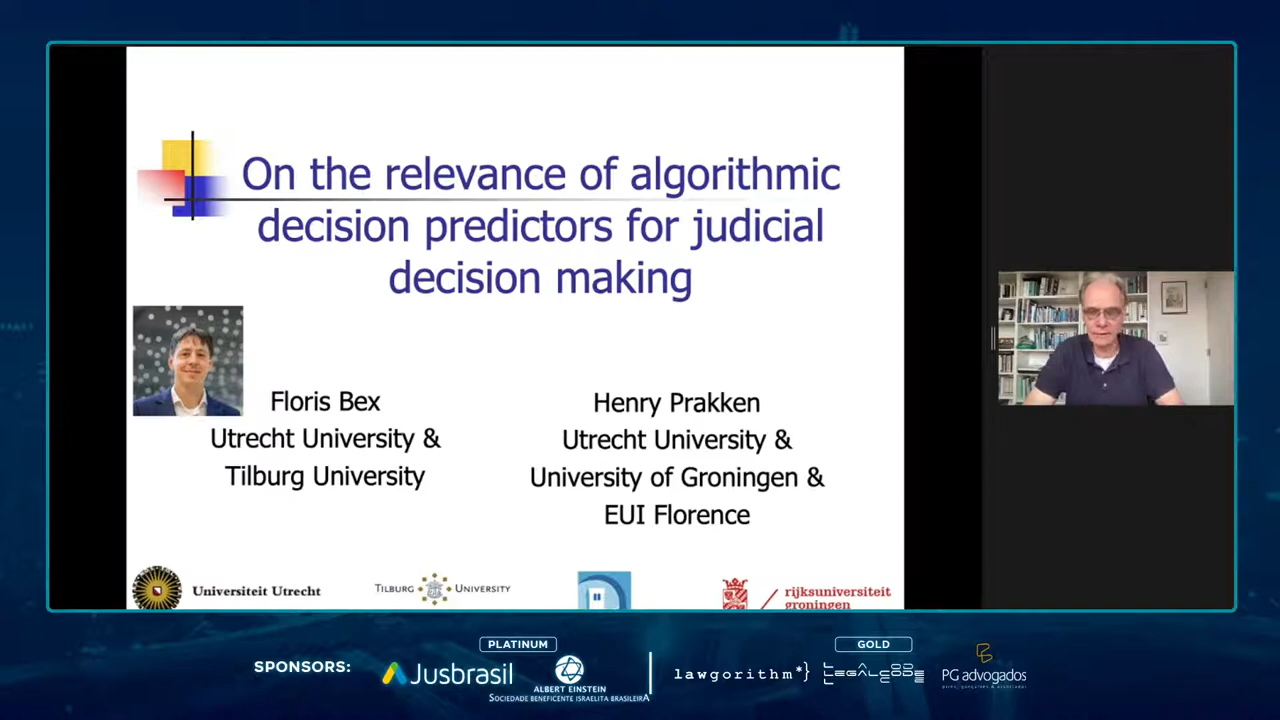 On the relevance of algorithmic
decision predictors for judicial
decision making
Floris Bex
Utrecht University &
Tilburg University
Henry Prakken
Utrecht University &
University of Groningen &
EUI Florence
Universiteit Utrecht
TILBURG UNIVERSITY
rijksuniversiteit
groningen
SPONSORS:
PLATINUM
Jusbrasil
ALBERT EINSTEIN
SOCIEDADE BENEFICENTE ISRAELITA BRASILEIRA
lawgorithm*}
GOLD
LEGALCODE
PG advogados